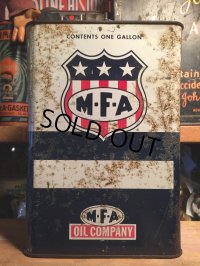 CONTENTS ONE GALLON
M·F·A
SOLD OUT
M·F·A
OIL COMPANY